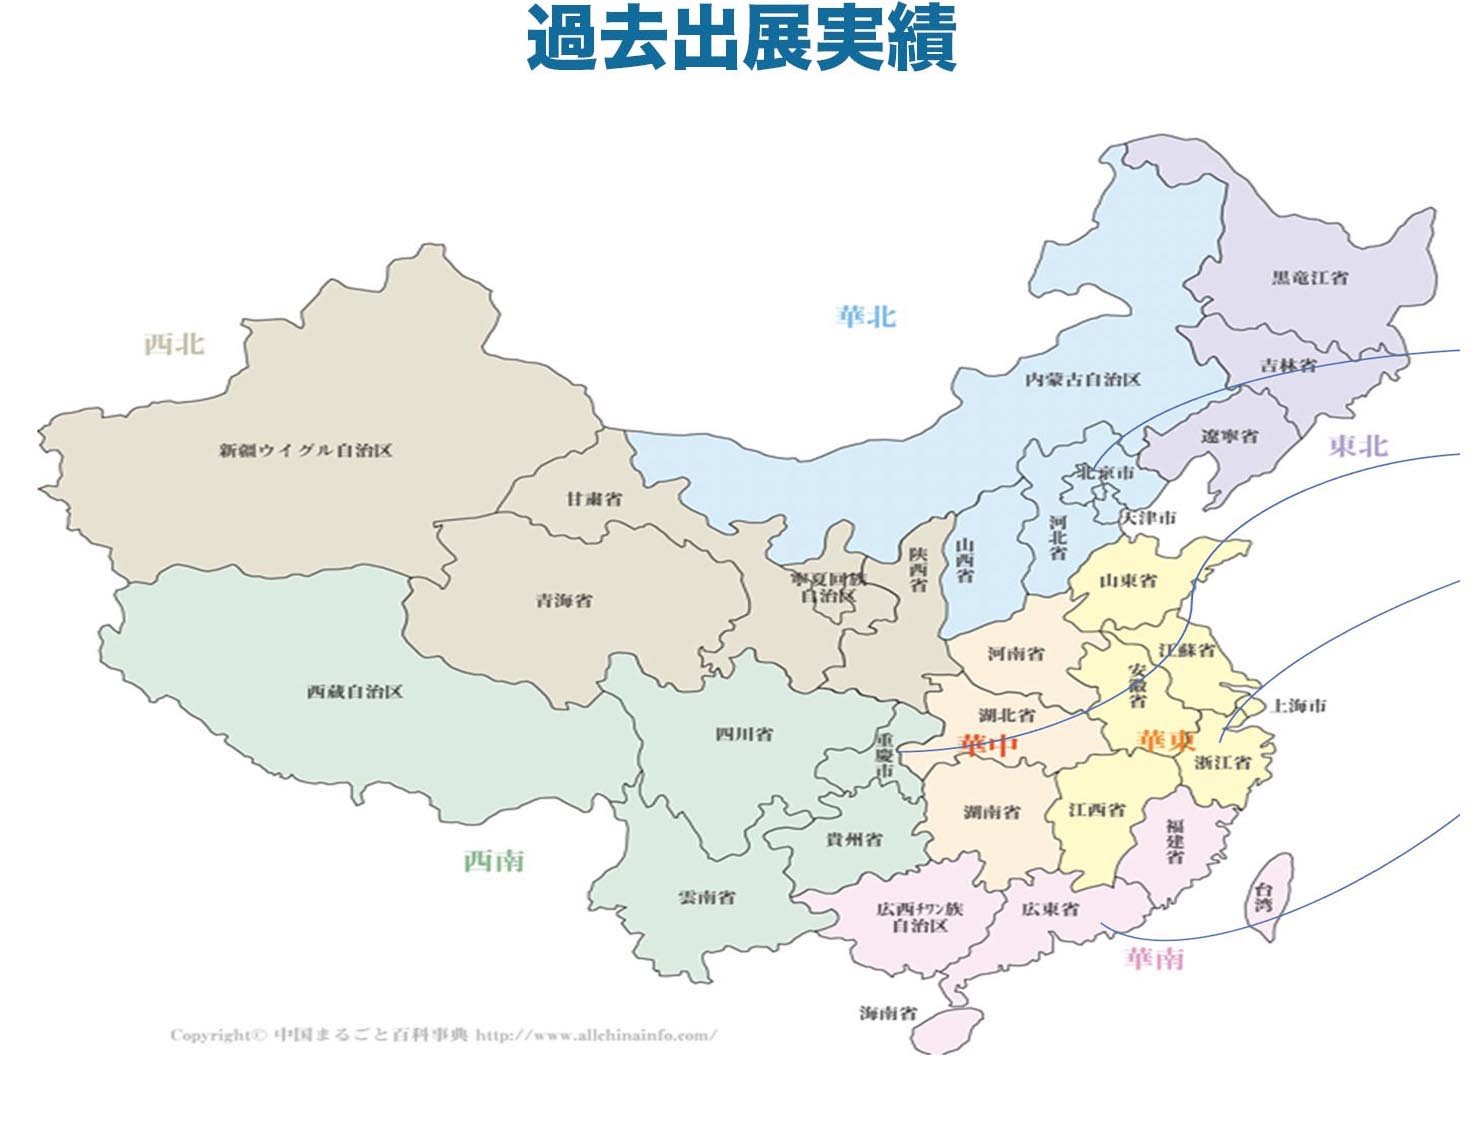 過去出展実績
黒竜江省
華北
西北
吉林省
内蒙古自治区
遼寧省
東北
新疆ウイグル自治区
北京市
甘粛省
天津市
河北省
山西省
陝西省
寧夏回族
自治区
山東省
青海省
河南省
江蘇省
安徽省
西蔵自治区
上海市
湖北省
四川省
重慶市
華中
華東
浙江省
湖南省
江西省
福建省
貴州省
西南
雲南省
台湾
広西チワン族
自治区
広東省
華南
海南省
Copyright© 中国まるごと百科事典 http://www.allchinainfo.com/